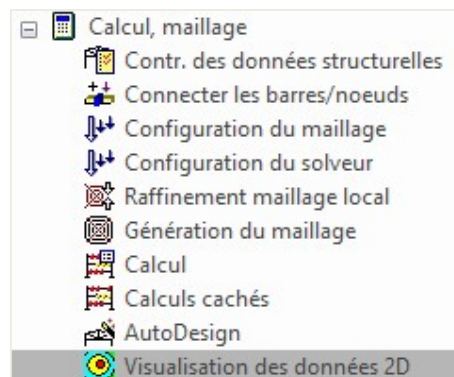 Calcul, maillage
Contr. des données structurelles
Connecter les barres/noeuds
Configuration du maillage
Configuration du solveur
Raffinement maillage local
Génération du maillage
Calcul
Calculs cachés
AutoDesign
Visualisation des données 2D